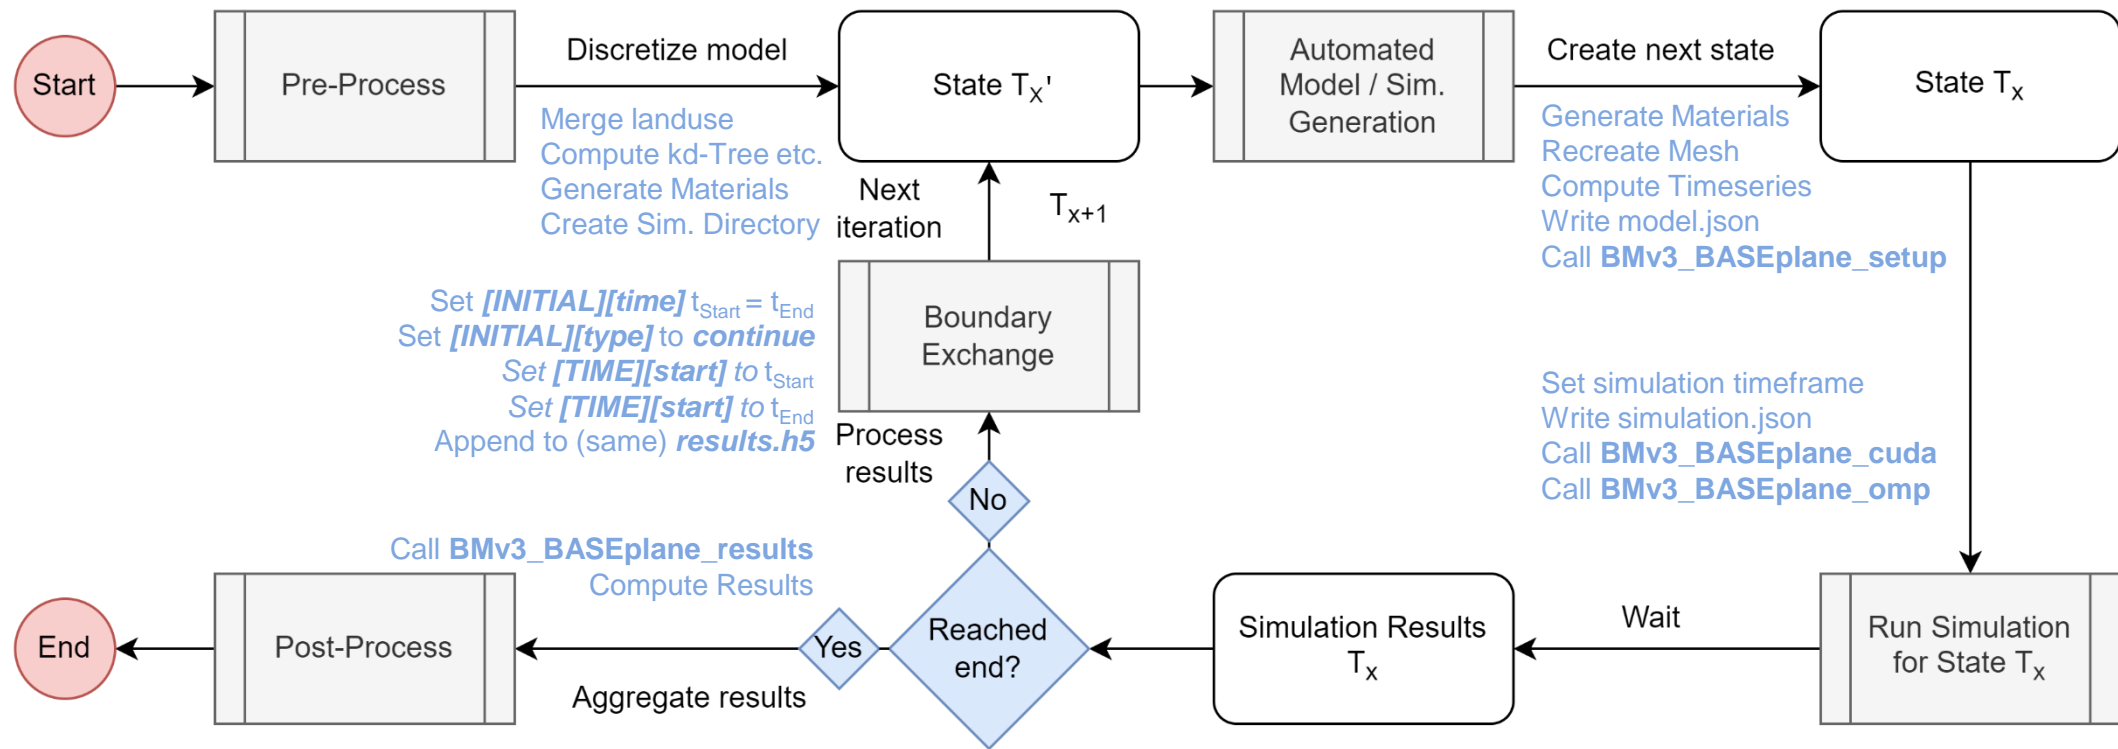 Start
Pre-Process
Discretize model
Merge landuse
Compute kd-Tree etc.
Generate Materials
Create Sim. Directory
State Tx'
Automated
Model / Sim.
Generation
Create next state
Generate Materials
Recreate Mesh
Compute Timeseries
Write model.json
Call BMv3_BASEplane_setup
State Tx
Set simulation timeframe
Write simulation.json
Call BMv3_BASEplane_cuda
Call BMv3_BASEplane_omp
Run Simulation
for State Tx
Wait
Simulation Results
Tx
Reached
end?
No
Process
results
Boundary
Exchange
Set [INITIAL][time] tStart = tEnd
Set [INITIAL][type] to continue
Set [TIME][start] to tStart
Set [TIME][start] to tEnd
Append to (same) results.h5
Next
iteration
Tx+1
Yes
Call BMv3_BASEplane_results
Compute Results
Aggregate results
Post-Process
End